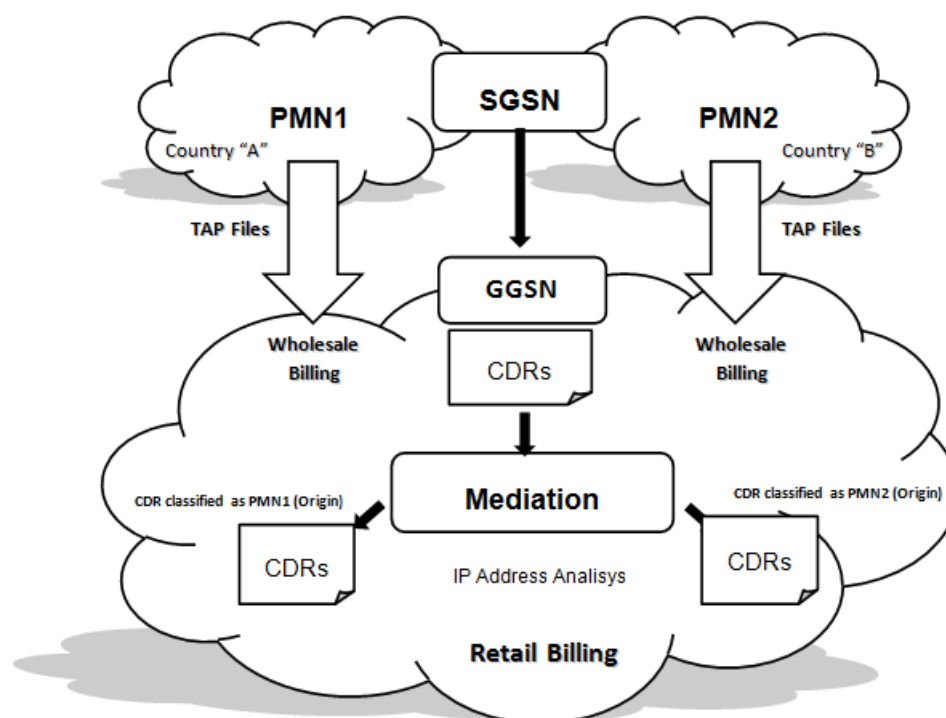 SGSN
PMN1
PMN2
Country "A"
Country "B"
TAP Files
TAP Files
GGSN
Wholesale
Billing
Wholesale
Billing
CDRs
Mediation
CDR classified as PMN1 (Origin)
CDR classified as PMN2 (Origin)
CDRs
CDRs
IP Address Analisys
Retail Billing